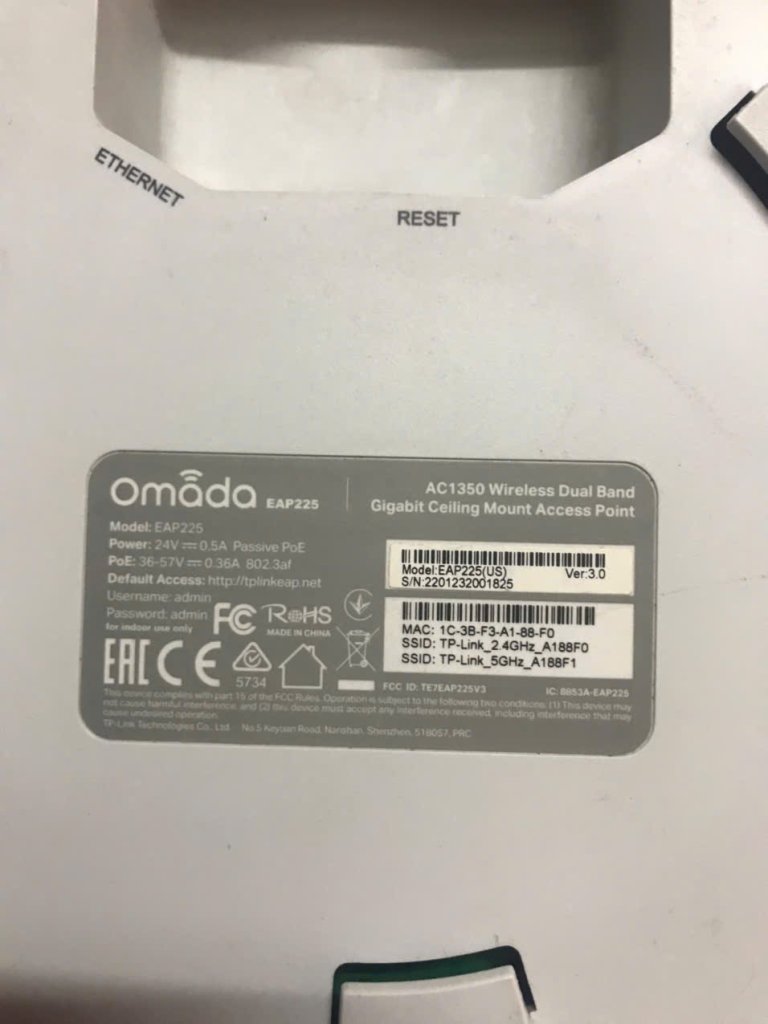 ETHERNET
RESET
omada EAP225
AC1350 Wireless Dual Band
Gigabit Ceiling Mount Access Point
Model: EAP225
Power: 24V⎓0.5A Passive PoE
PoE: 36-57V⎓0.36A 802.3af
Default Access: http://tplinkeap.net
Username: admin
Password: admin
for indoor use only
FC RoHS
MADE IN CHINA
EAC CE
5734
Model:EAP225(US) Ver:3.0
S/N:2201232001825
MAC: 1C-3B-F3-A1-88-F0
SSID: TP-Link_2.4GHz_A188F0
SSID: TP-Link_5GHz_A188F1
FCC ID: TE7EAP225V3 IC: 8853A-EAP225
This device complies with part 15 of the FCC Rules. Operation is subject to the following two conditions: (1) This device may
not cause harmful interference, and (2) this device must accept any interference received, including interference that may
cause undesired operation.
TP-Link Technologies Co., Ltd. No.5 Keyuan Road, Nanshan, Shenzhen, 518057, PRC